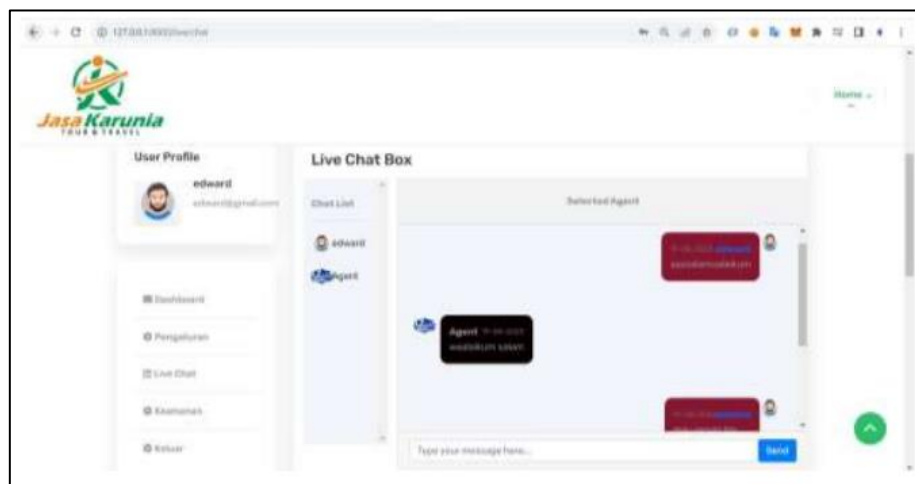 Jasa Karunia
TOUR & TRAVEL
Home
User Profile
edward
Dashboard
Pengaturan
Live Chat
Keamanan
Keluar
Live Chat Box
Chat List
edward
Agent
Selected Agent
assalamualaikum
Agent
waalaikum salam
Type your message here...
Send